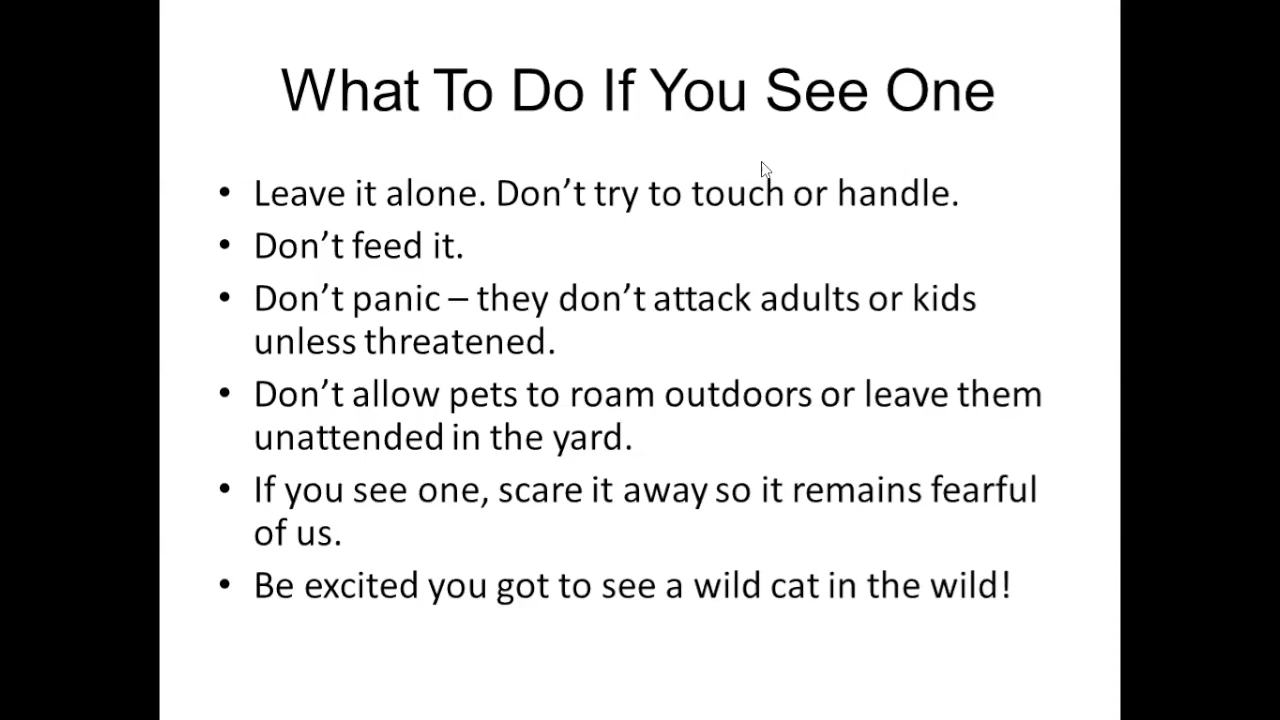 What To Do If You See One
• Leave it alone. Don’t try to touch or handle.
• Don’t feed it.
• Don’t panic – they don’t attack adults or kids
unless threatened.
• Don’t allow pets to roam outdoors or leave them
unattended in the yard.
• If you see one, scare it away so it remains fearful
of us.
• Be excited you got to see a wild cat in the wild!